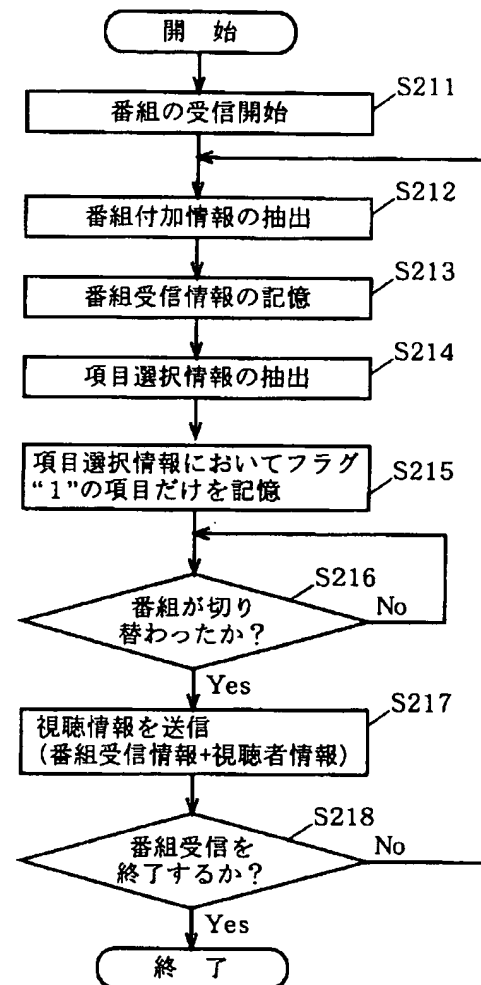 開 始
S211
番組の受信開始
S212
番組付加情報の抽出
S213
番組受信情報の記憶
S214
項目選択情報の抽出
S215
項目選択情報においてフラグ
“1”の項目だけを記憶
S216
番組が切り
替わったか？
No
Yes
S217
視聴情報を送信
(番組受信情報+視聴者情報)
S218
番組受信を
終了するか？
No
Yes
終 了